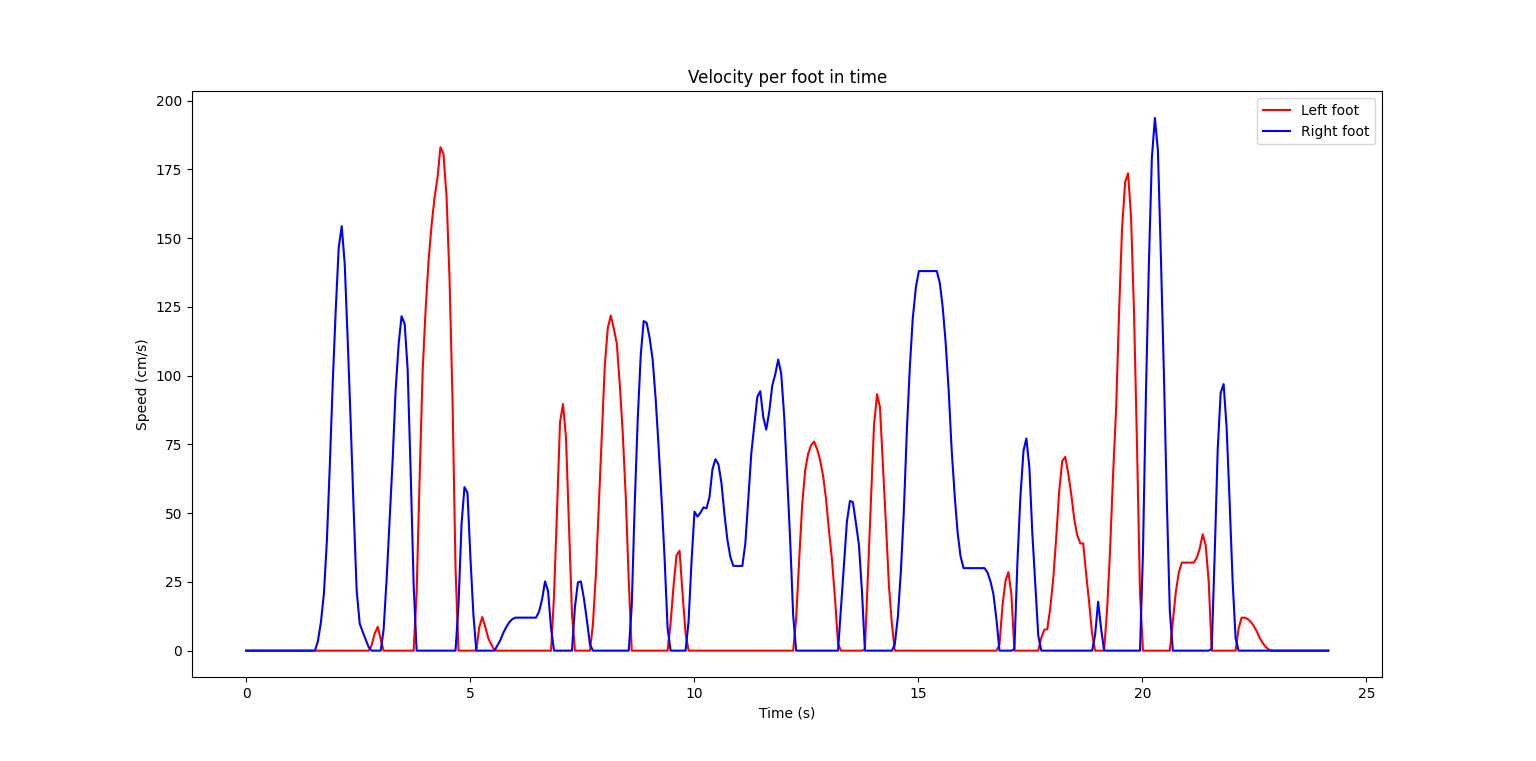 Velocity per foot in time
Left foot
Right foot
200
175
150
125
100
75
50
25
0
Speed (cm/s)
0 5 10 15 20 25
Time (s)